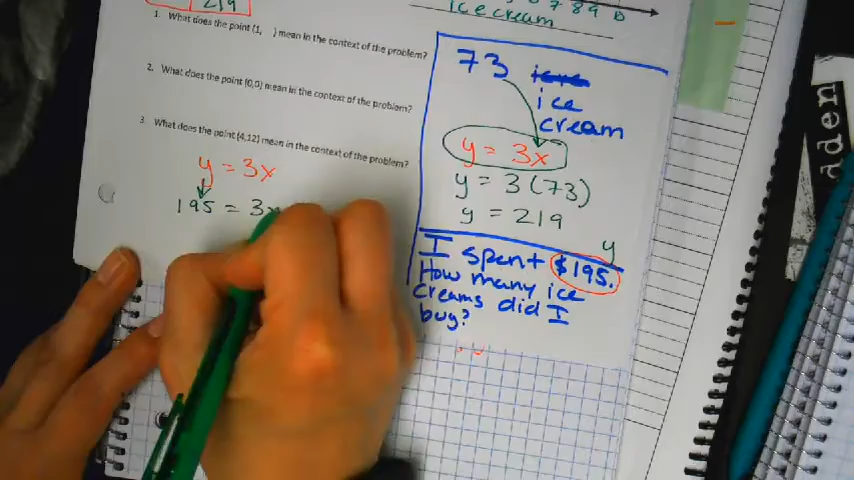 219
ice cream
7 8 9 10
1. What does the point (1, ) mean in the context of the problem?
2. What does the point (0,0) mean in the context of the problem?
3. What does the point (4,12) mean in the context of the problem?
y = 3x
195 = 3x
73
ice
cream
y = 3x
y = 3(73)
y = 219
y
I spent $195.
How many ice
creams did I
buy?
aden